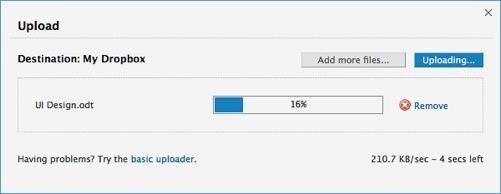 Upload
Destination: My Dropbox
Add more files...
Uploading...
UI Design.odt
16%
Remove
Having problems? Try the basic uploader.
210.7 KB/sec – 4 secs left